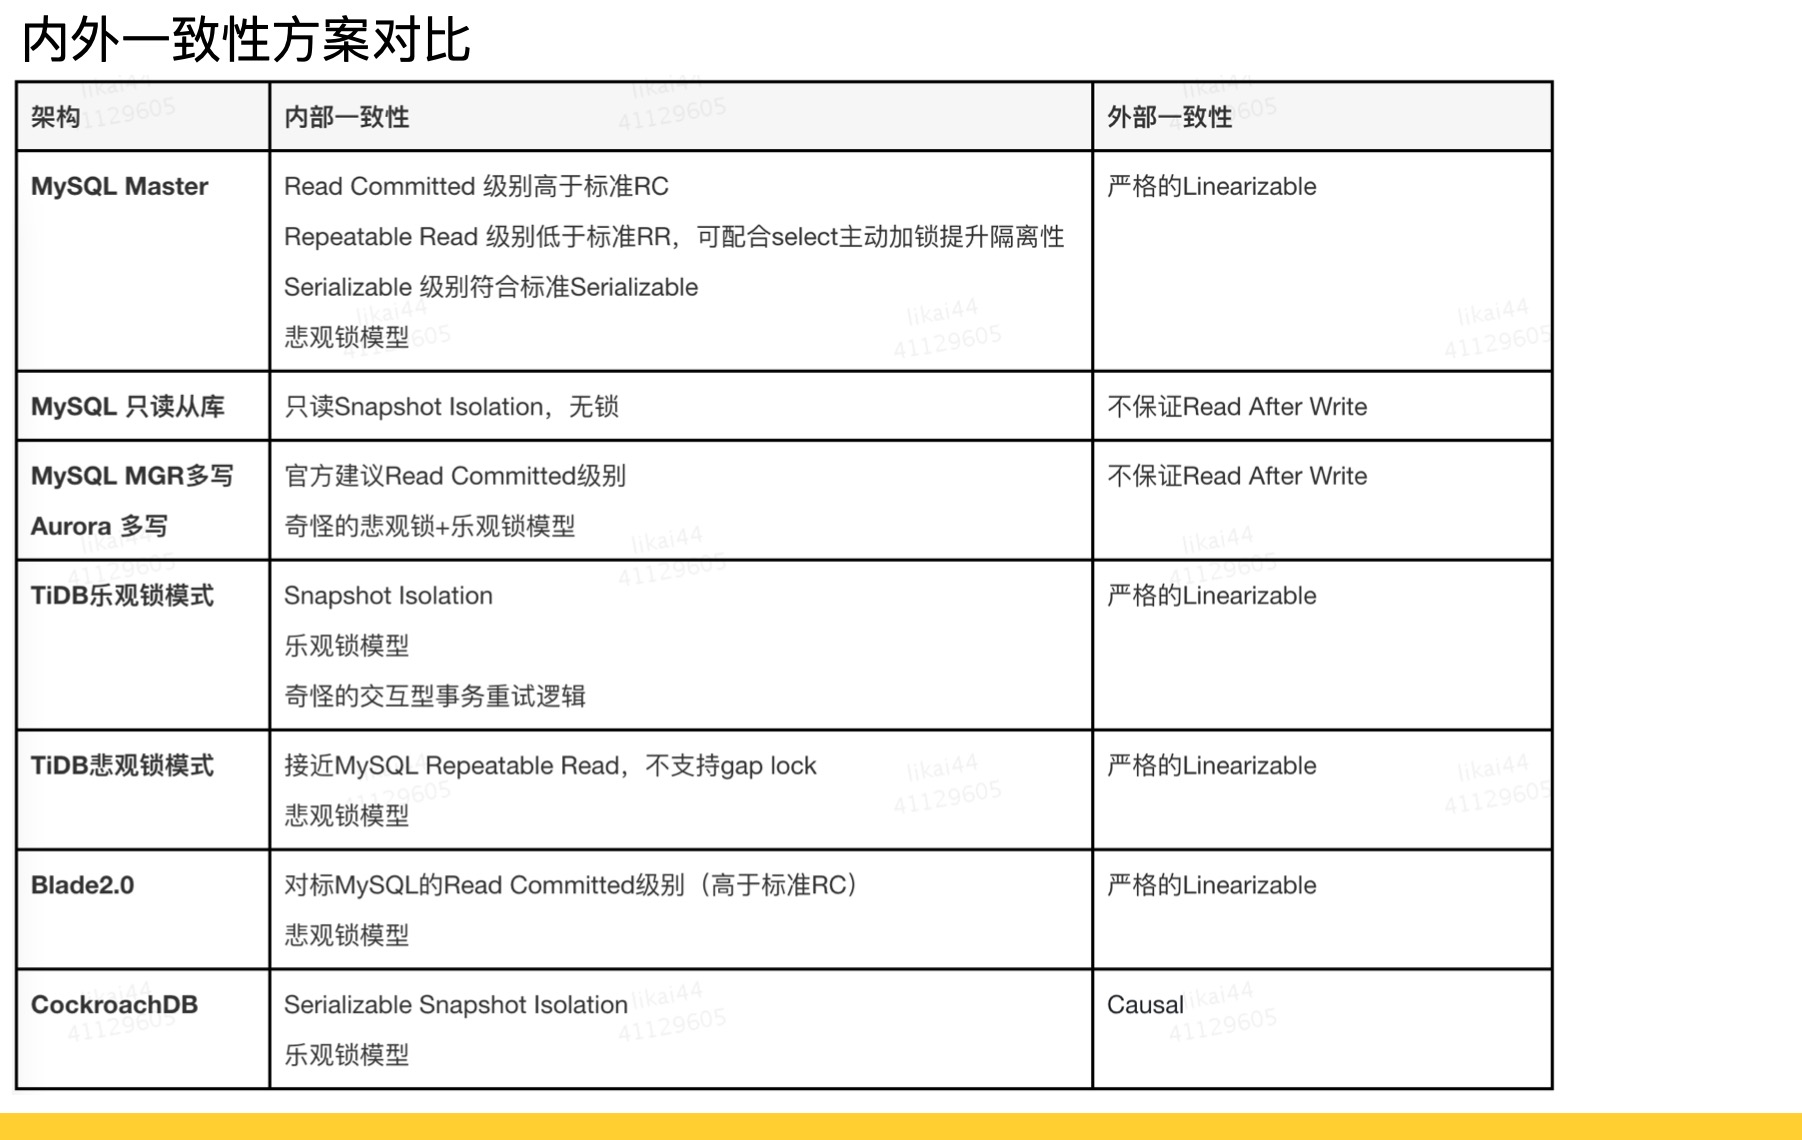 内外一致性方案对比
架构
内部一致性
外部一致性
MySQL Master
Read Committed 级别高于标准RC
Repeatable Read 级别低于标准RR，可配合select主动加锁提升隔离性
Serializable 级别符合标准Serializable
悲观锁模型
严格的Linearizable
MySQL 只读从库
只读Snapshot Isolation，无锁
不保证Read After Write
MySQL MGR多写
Aurora 多写
官方建议Read Committed级别
奇怪的悲观锁+乐观锁模型
不保证Read After Write
TiDB乐观锁模式
Snapshot Isolation
乐观锁模型
奇怪的交互型事务重试逻辑
严格的Linearizable
TiDB悲观锁模式
接近MySQL Repeatable Read，不支持gap lock
悲观锁模型
严格的Linearizable
Blade2.0
对标MySQL的Read Committed级别（高于标准RC）
悲观锁模型
严格的Linearizable
CockroachDB
Serializable Snapshot Isolation
乐观锁模型
Causal
likai44
41129605